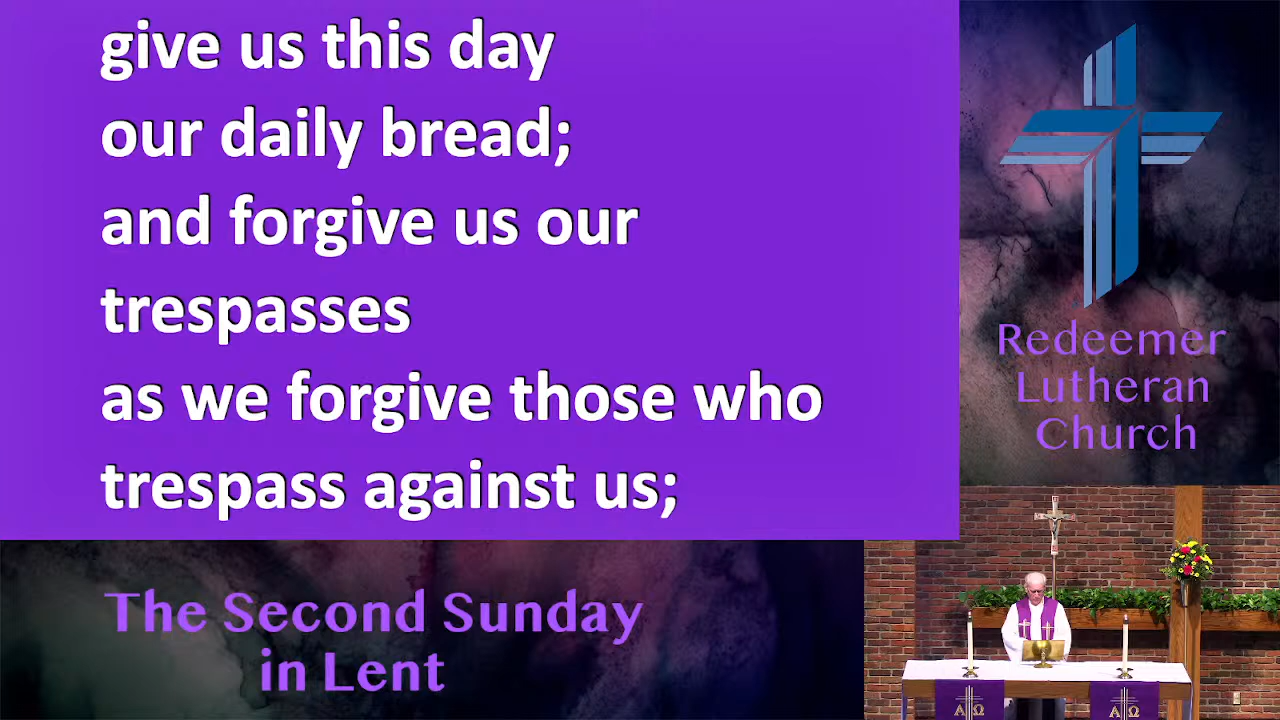 give us this day
our daily bread;
and forgive us our
trespasses
as we forgive those who
trespass against us;
Redeemer
Lutheran
Church
The Second Sunday
in Lent
Α Ω
Α Ω